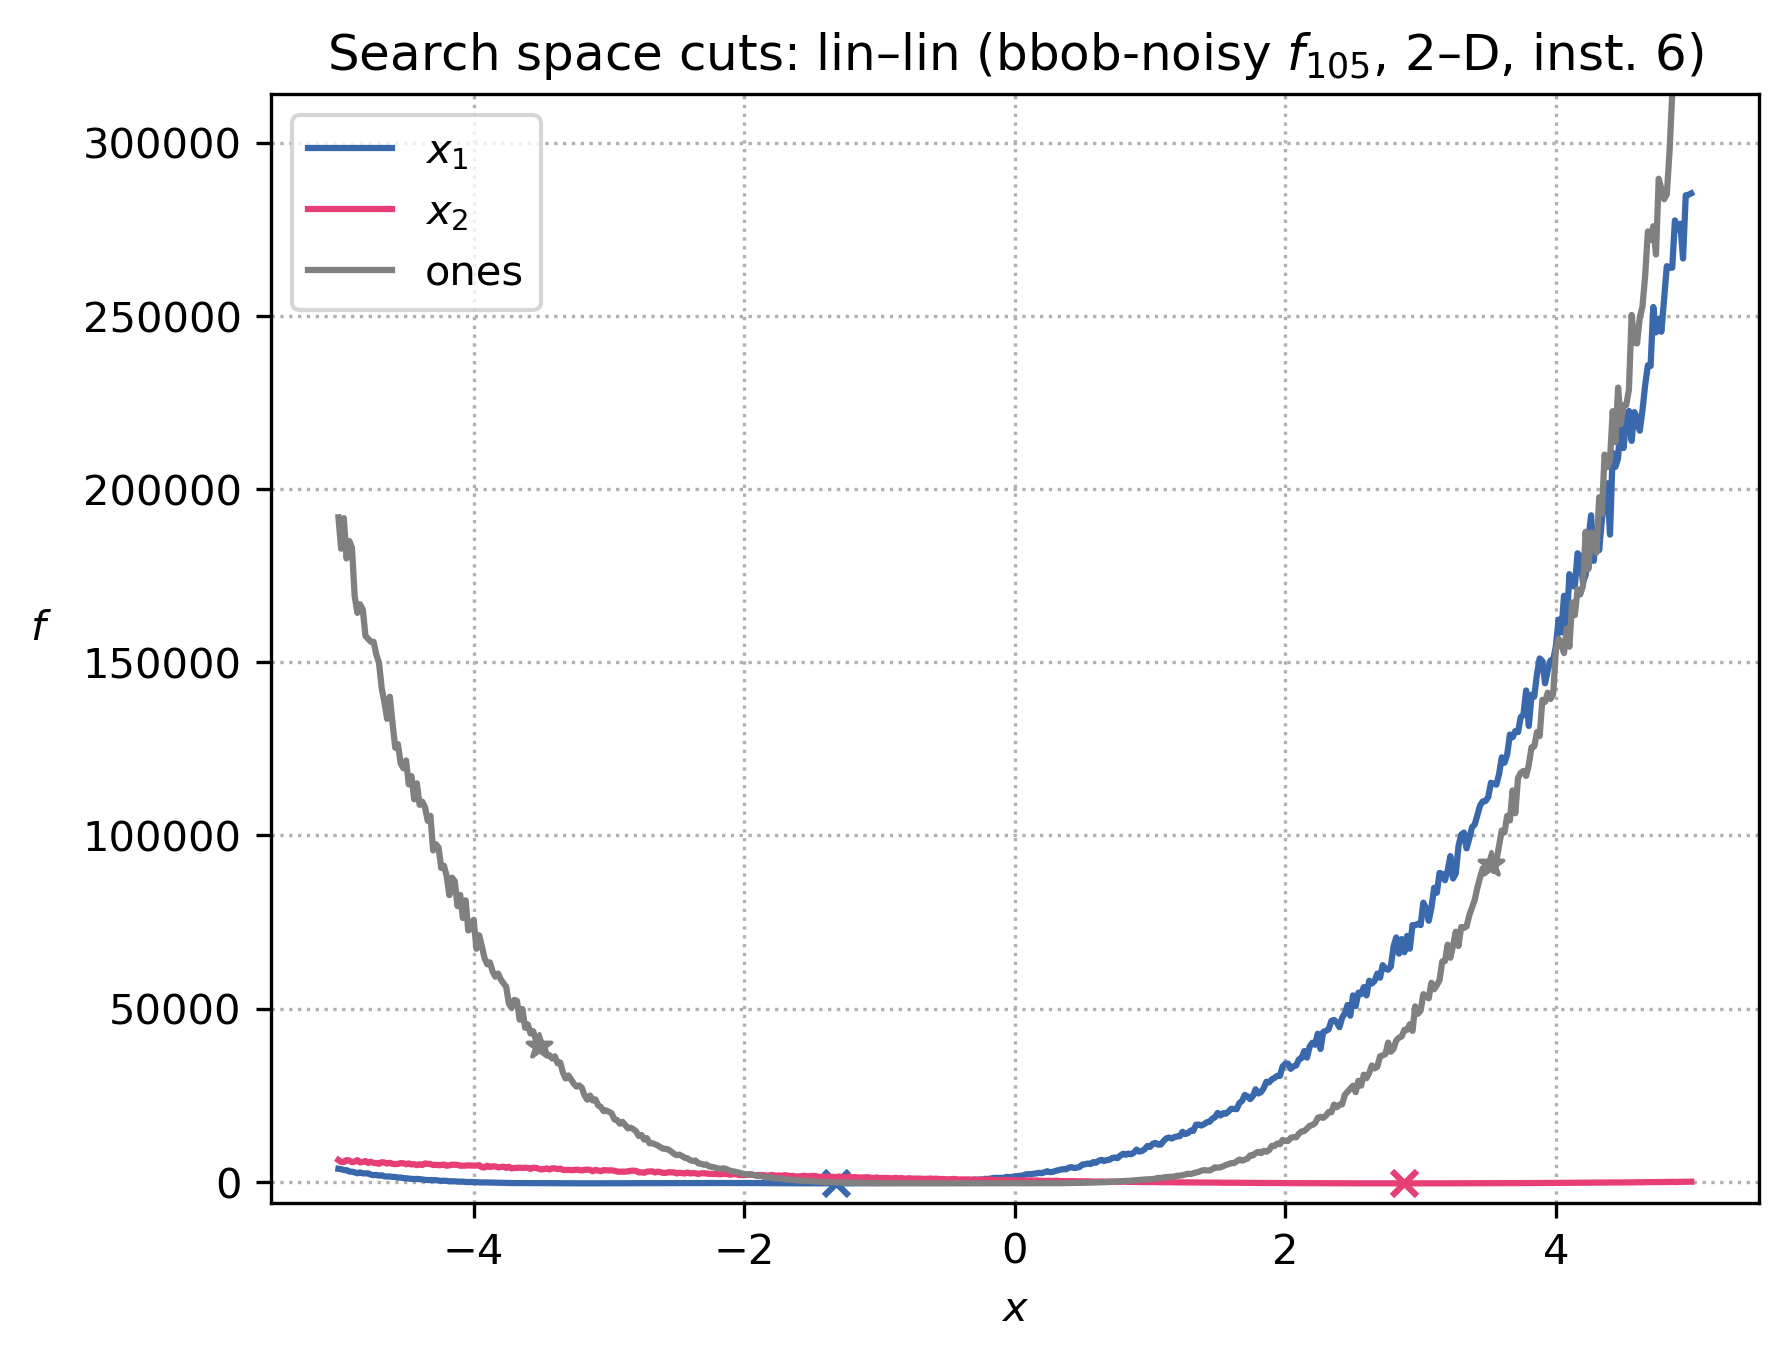 Search space cuts: lin–lin (bbob-noisy f₁₀₅, 2–D, inst. 6)
x₁
x₂
ones
300000
250000
200000
150000
100000
50000
0
f
−4 −2 0 2 4
x